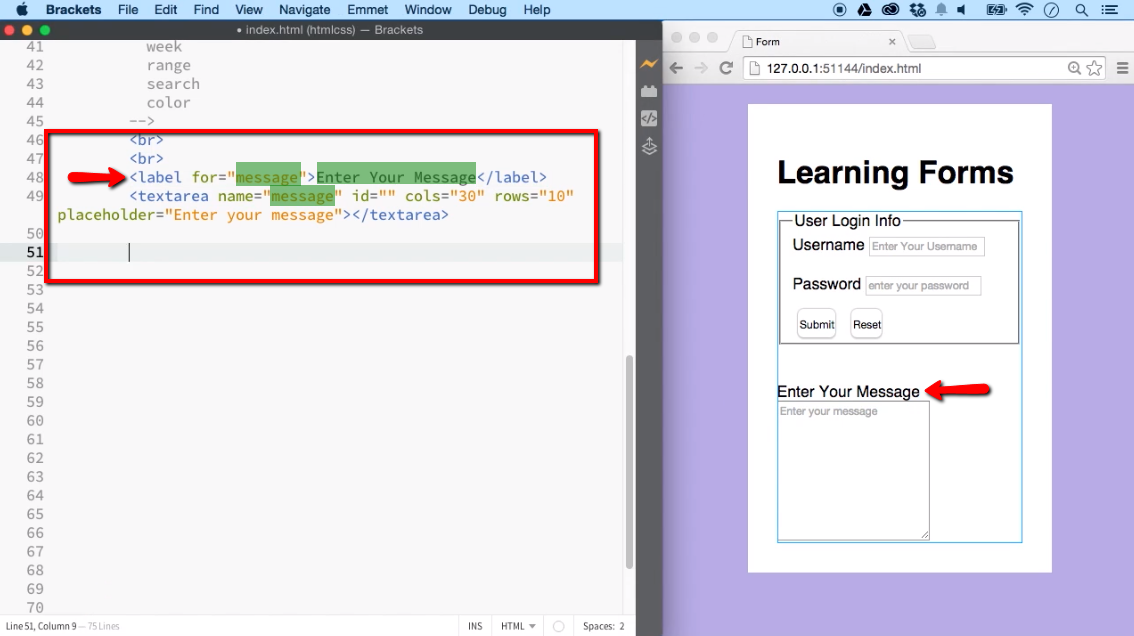 Brackets File Edit Find View Navigate Emmet Window Debug Help
• index.html (htmlcss) — Brackets
41 week
42 range
43 search
44 color
45 -->
46 <br>
47 <br>
48 <label for="message">Enter Your Message</label>
49 <textarea name="message" id="" cols="30" rows="10"
placeholder="Enter your message"></textarea>
50
51
52
53
54
55
56
57
58
59
60
61
62
63
64
65
66
67
68
69
70
Line 51, Column 9 — 75 Lines
INS HTML Spaces: 2
Form
127.0.0.1:51144/index.html
Learning Forms
User Login Info
Username Enter Your Username
Password enter your password
Submit Reset
Enter Your Message
Enter your message